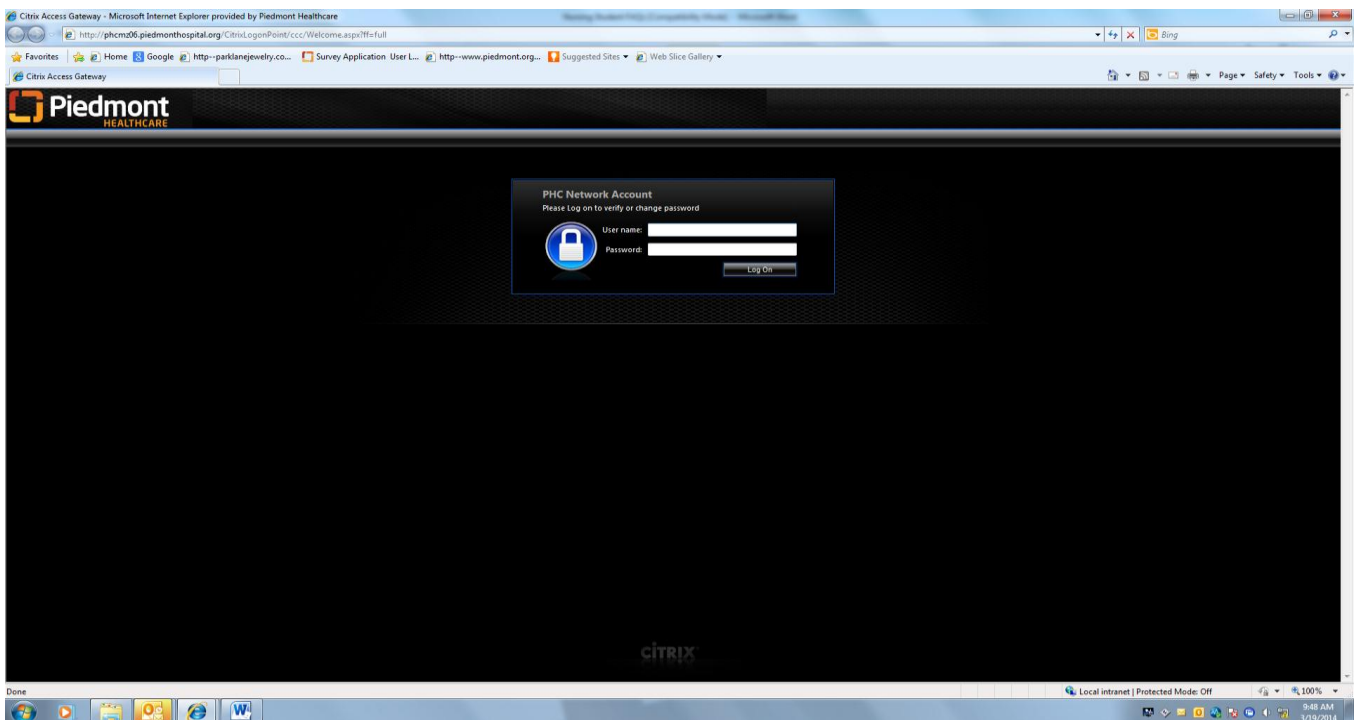 Citrix Access Gateway - Microsoft Internet Explorer provided by Piedmont Healthcare
http://phcmz06.piedmonthospital.org/CitrixLogonPoint/ccc/Welcome.aspx?ff=full
Bing
Favorites Home Google http--parklanejewelry.co... Survey Application User L... http--www.piedmont.org... Suggested Sites Web Slice Gallery
Citrix Access Gateway Page Safety Tools
Piedmont
HEALTHCARE
PHC Network Account
Please Log on to verify or change password
User name:
Password:
Log On
CITRIX
Done Local intranet | Protected Mode: Off 100%
9:48 AM
3/19/2014